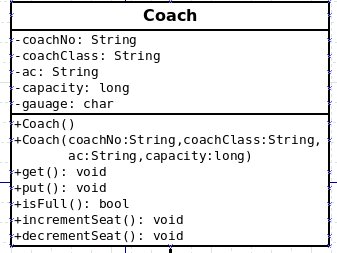 Coach
-coachNo: String
-coachClass: String
-ac: String
-capacity: long
-gauage: char
+Coach()
+Coach(coachNo:String,coachClass:String,
ac:String,capacity:long)
+get(): void
+put(): void
+isFull(): bool
+incrementSeat(): void
+decrementSeat(): void